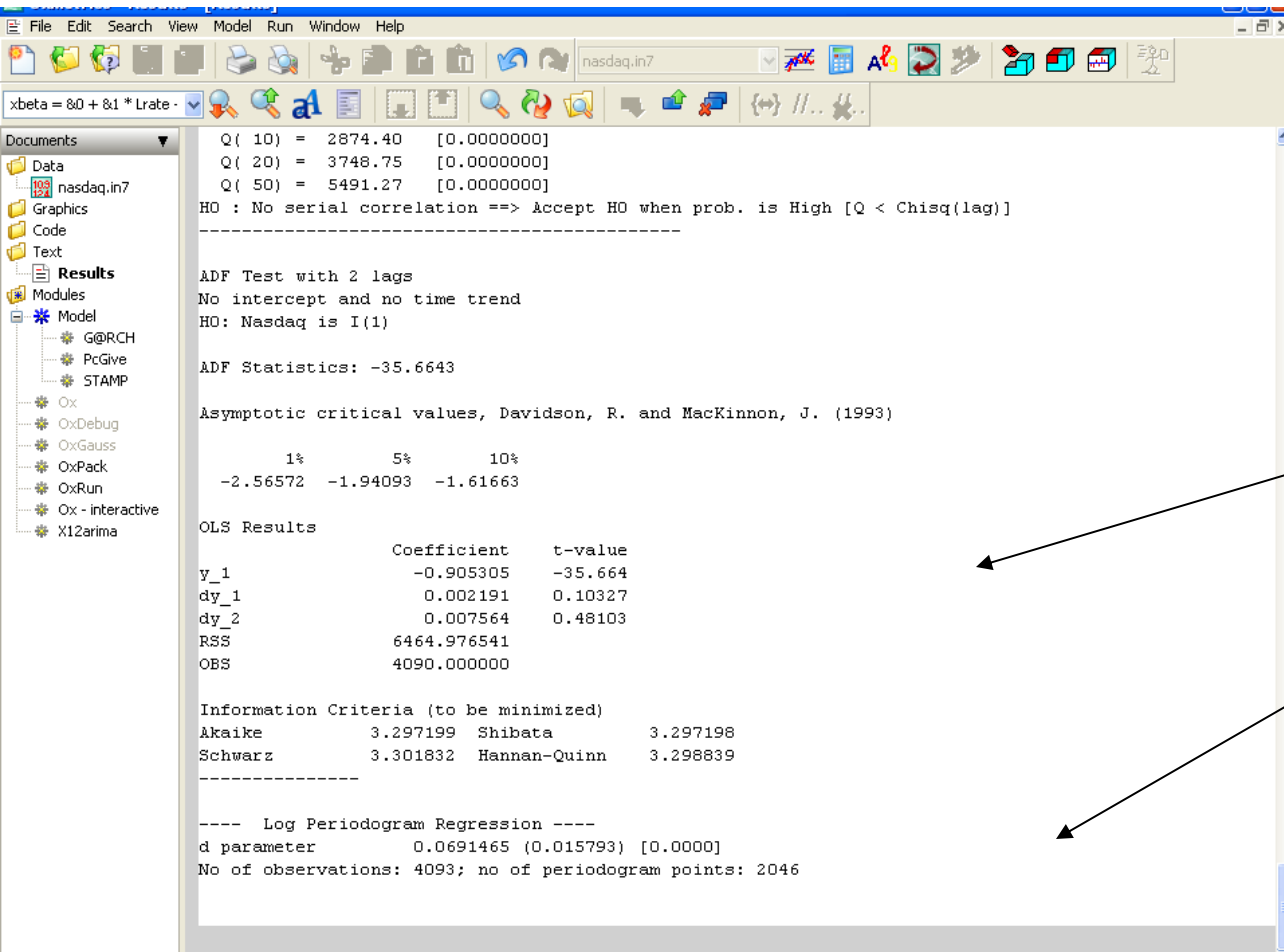 File Edit Search View Model Run Window Help
nasdaq.in7
xbeta = &0 + &1 * Lrate -
Documents
Data
nasdaq.in7
Graphics
Code
Text
Results
Modules
Model
G@RCH
PcGive
STAMP
Ox
OxDebug
OxGauss
OxPack
OxRun
Ox - interactive
X12arima
Q( 10) = 2874.40 [0.0000000]
Q( 20) = 3748.75 [0.0000000]
Q( 50) = 5491.27 [0.0000000]
H0 : No serial correlation ==> Accept H0 when prob. is High [Q < Chisq(lag)]
---------------------------------------------
ADF Test with 2 lags
No intercept and no time trend
H0: Nasdaq is I(1)
ADF Statistics: -35.6643
Asymptotic critical values, Davidson, R. and MacKinnon, J. (1993)
1% 5% 10%
-2.56572 -1.94093 -1.61663
OLS Results
Coefficient t-value
y_1 -0.905305 -35.664
dy_1 0.002191 0.10327
dy_2 0.007564 0.48103
RSS 6464.976541
OBS 4090.000000
Information Criteria (to be minimized)
Akaike 3.297199 Shibata 3.297198
Schwarz 3.301832 Hannan-Quinn 3.298839
---------------
---- Log Periodogram Regression ----
d parameter 0.0691465 (0.015793) [0.0000]
No of observations: 4093; no of periodogram points: 2046